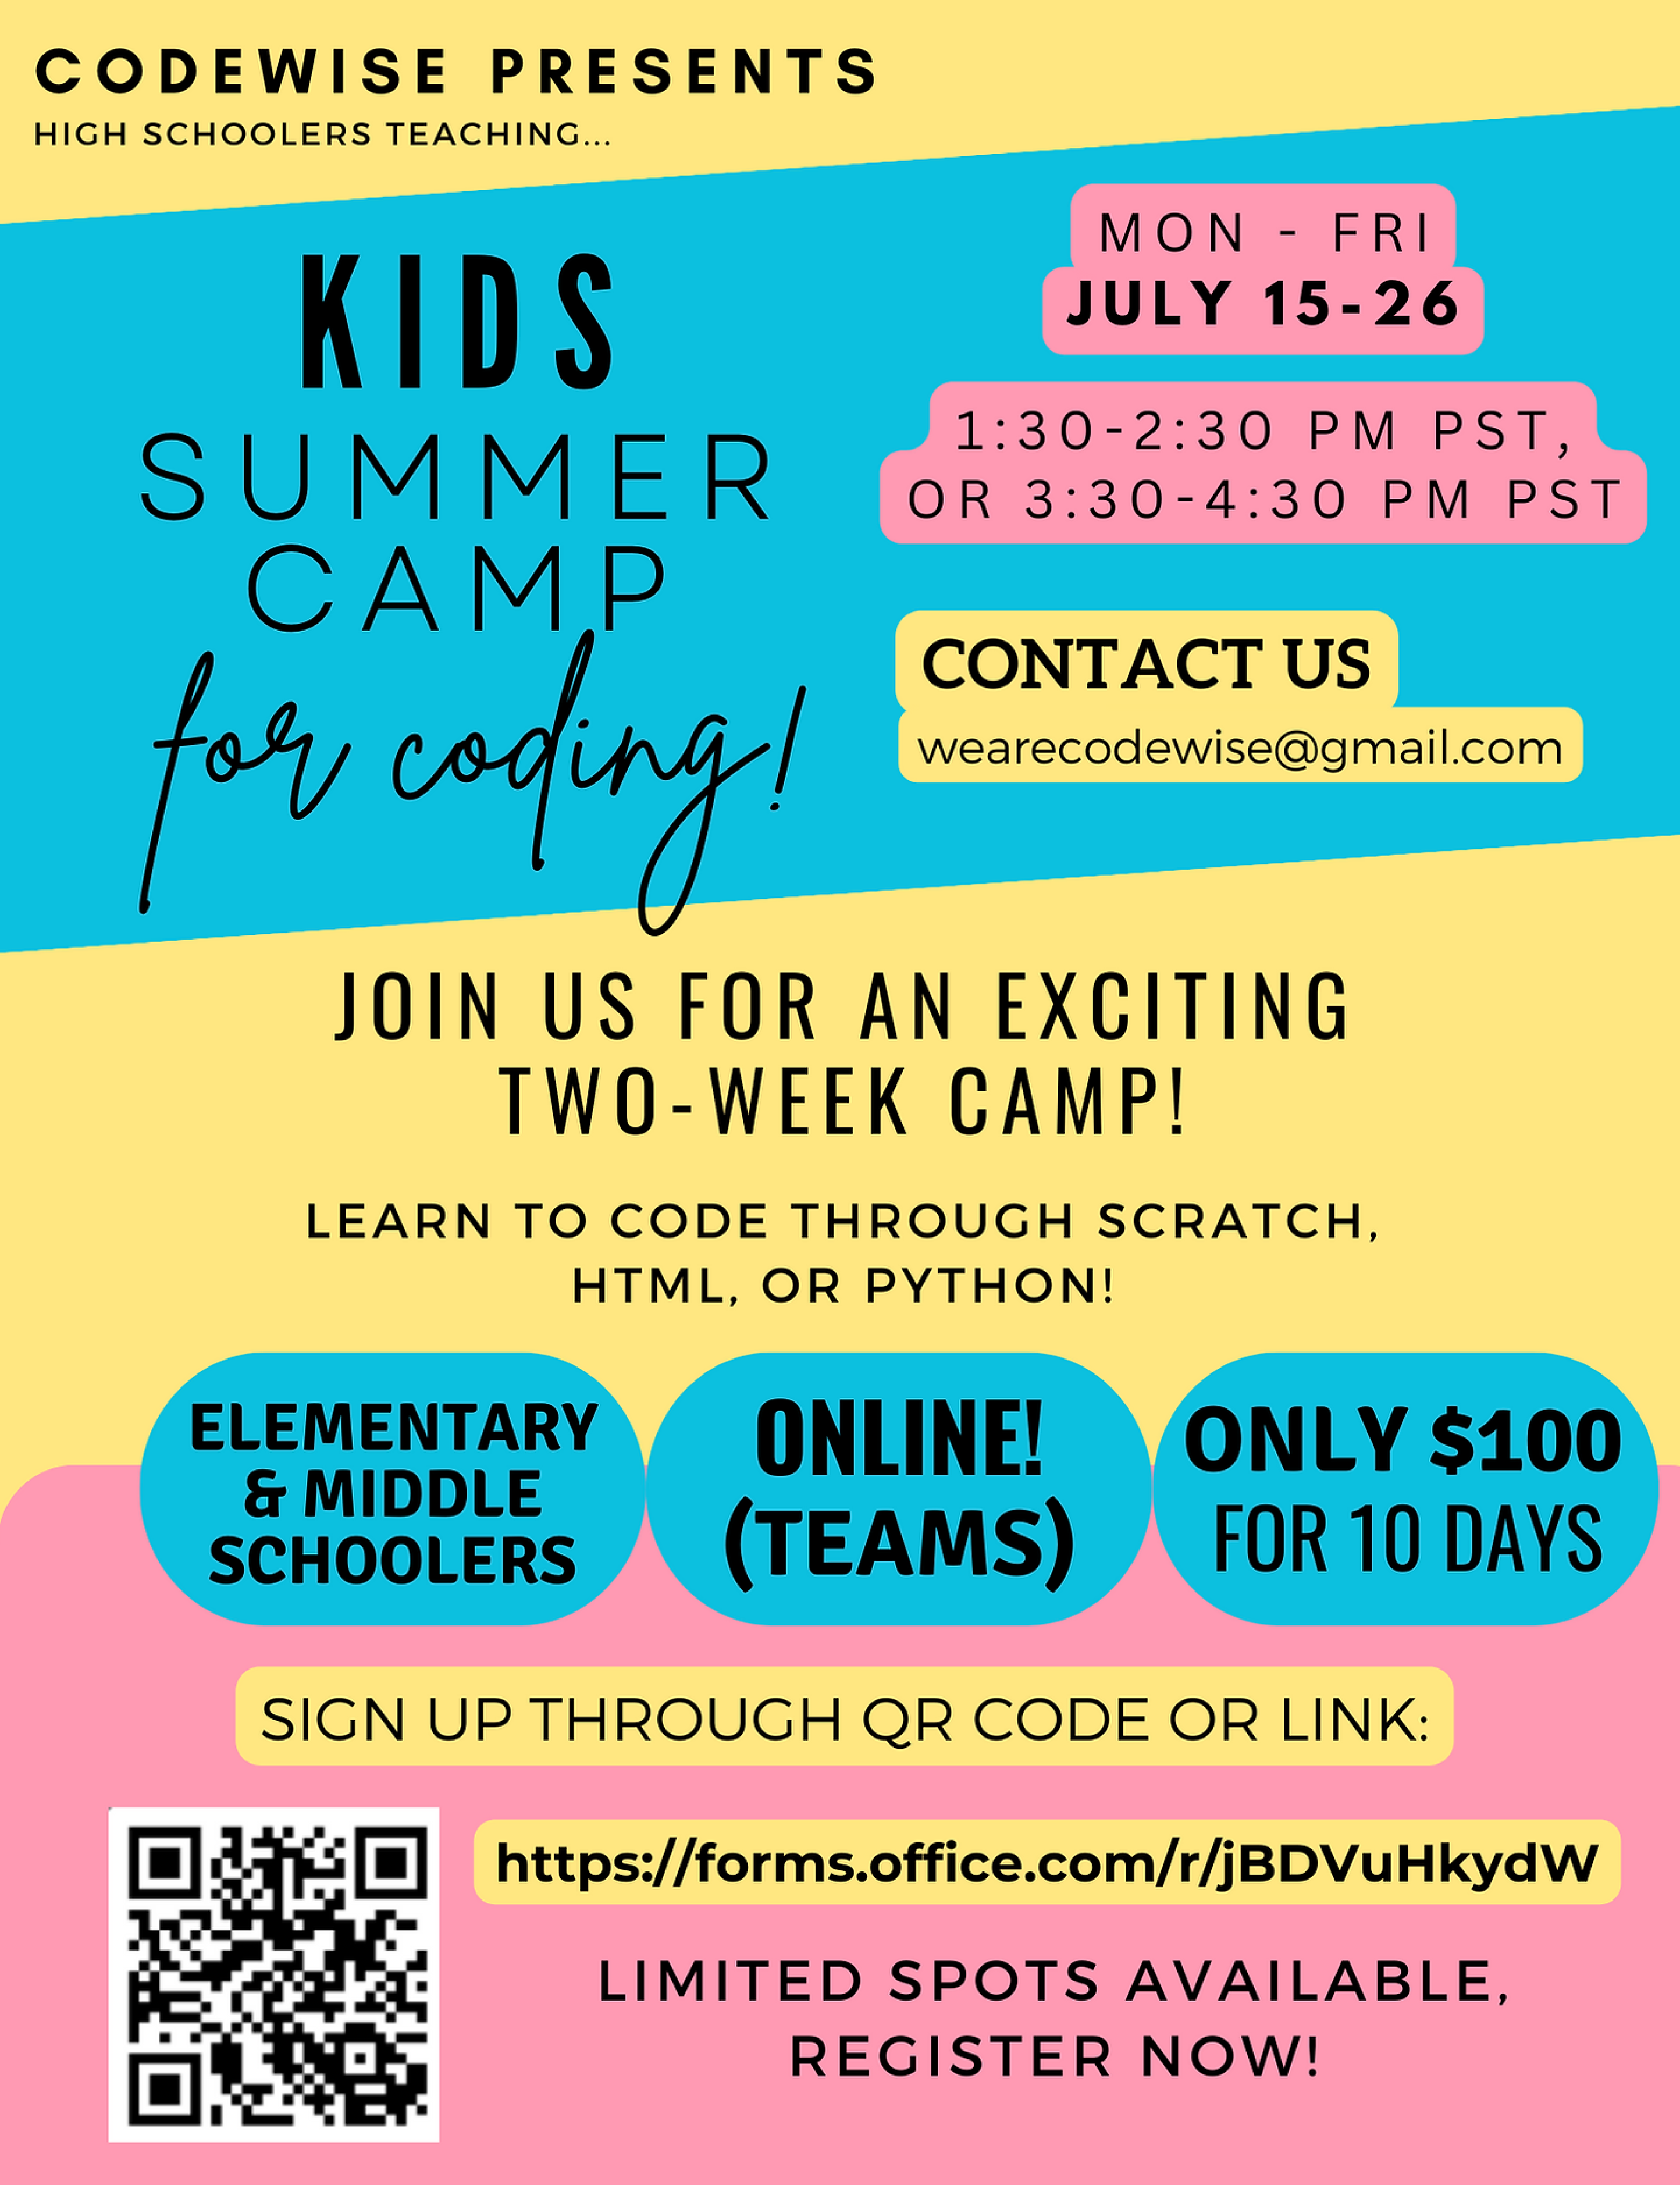 CODEWISE PRESENTS
HIGH SCHOOLERS TEACHING...
KIDS
SUMMER
CAMP
for coding!
MON - FRI
JULY 15-26
1:30-2:30 PM PST,
OR 3:30-4:30 PM PST
CONTACT US
wearecodewise@gmail.com
JOIN US FOR AN EXCITING
TWO-WEEK CAMP!
LEARN TO CODE THROUGH SCRATCH,
HTML, OR PYTHON!
ELEMENTARY
& MIDDLE
SCHOOLERS
ONLINE!
(TEAMS)
ONLY $100
FOR 10 DAYS
SIGN UP THROUGH QR CODE OR LINK:
https://forms.office.com/r/jBDVuHkydW
LIMITED SPOTS AVAILABLE,
REGISTER NOW!